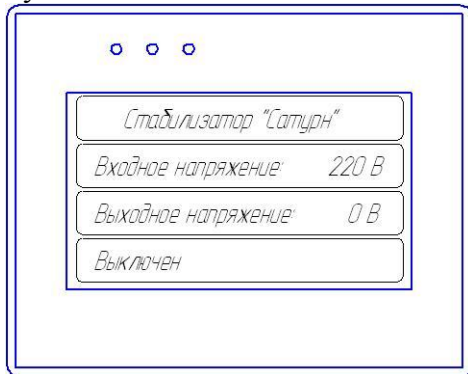 Стабилизатор "Сатурн"
Входное напряжение: 220 В
Выходное напряжение: 0 В
Выключен